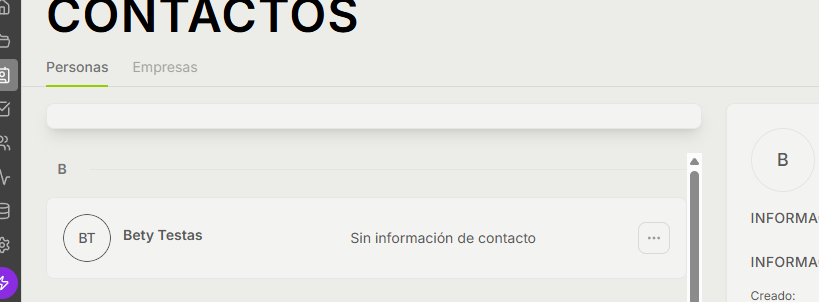 CONTACTOS
Personas Empresas
B
B
BT Bety Testas Sin información de contacto
INFORMA
INFORMA
Creado: